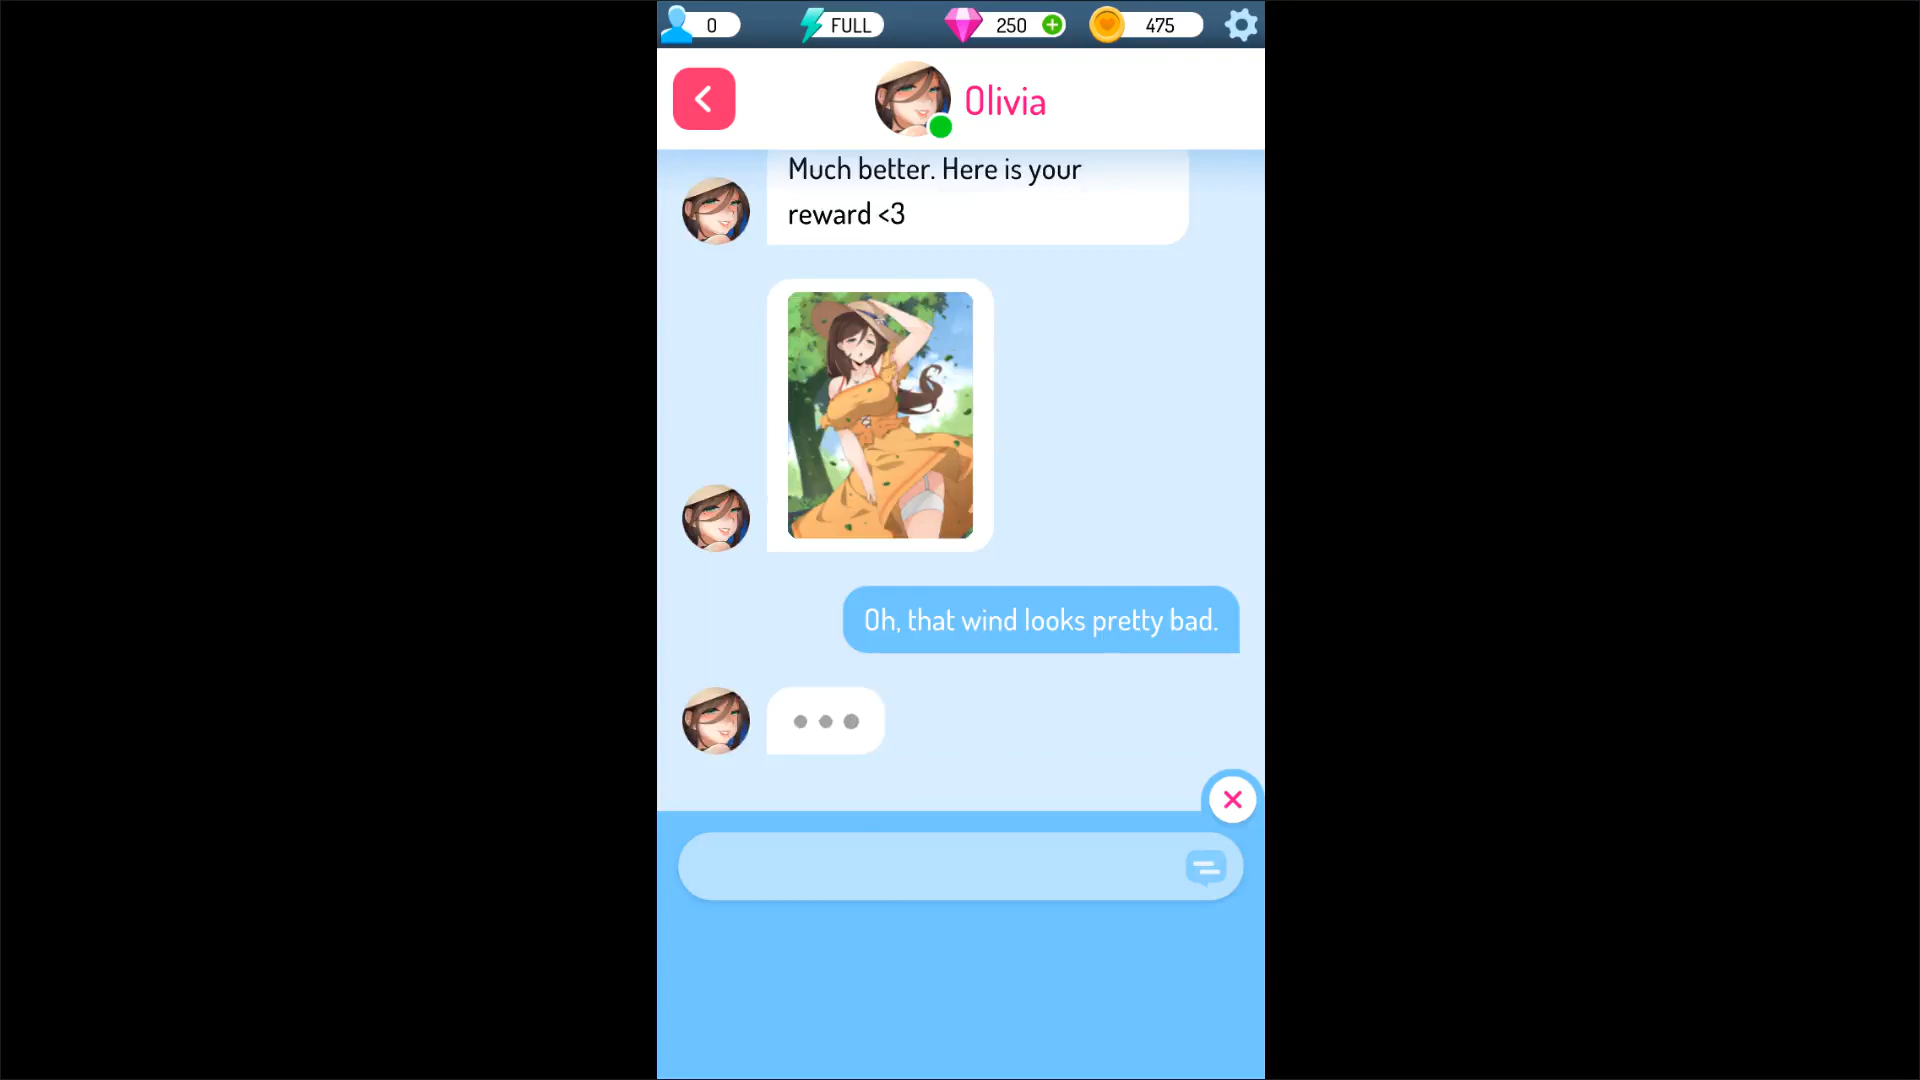 0
FULL
250
475
Olivia
Much better. Here is your
reward <3
Oh, that wind looks pretty bad.